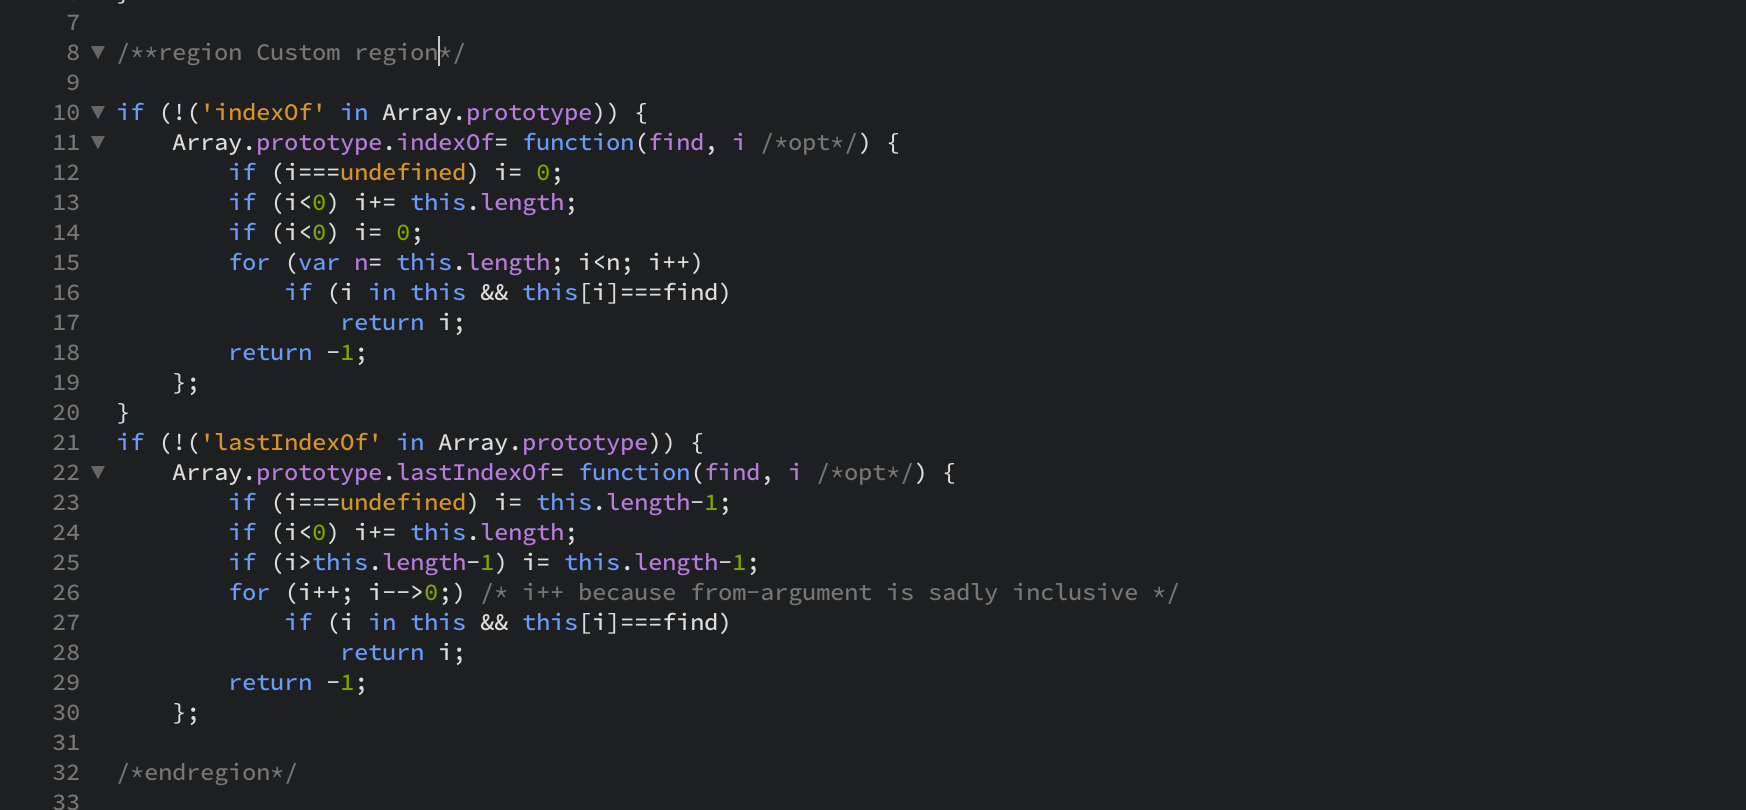 7
8 ▼ /**region Custom region*/
9
10 ▼ if (!('indexOf' in Array.prototype)) {
11 ▼     Array.prototype.indexOf= function(find, i /*opt*/) {
12         if (i===undefined) i= 0;
13         if (i<0) i+= this.length;
14         if (i<0) i= 0;
15         for (var n= this.length; i<n; i++)
16             if (i in this && this[i]===find)
17                 return i;
18         return -1;
19     };
20 }
21 if (!('lastIndexOf' in Array.prototype)) {
22 ▼     Array.prototype.lastIndexOf= function(find, i /*opt*/) {
23         if (i===undefined) i= this.length-1;
24         if (i<0) i+= this.length;
25         if (i>this.length-1) i= this.length-1;
26         for (i++; i-->0;) /* i++ because from-argument is sadly inclusive */
27             if (i in this && this[i]===find)
28                 return i;
29         return -1;
30     };
31
32 /*endregion*/
33